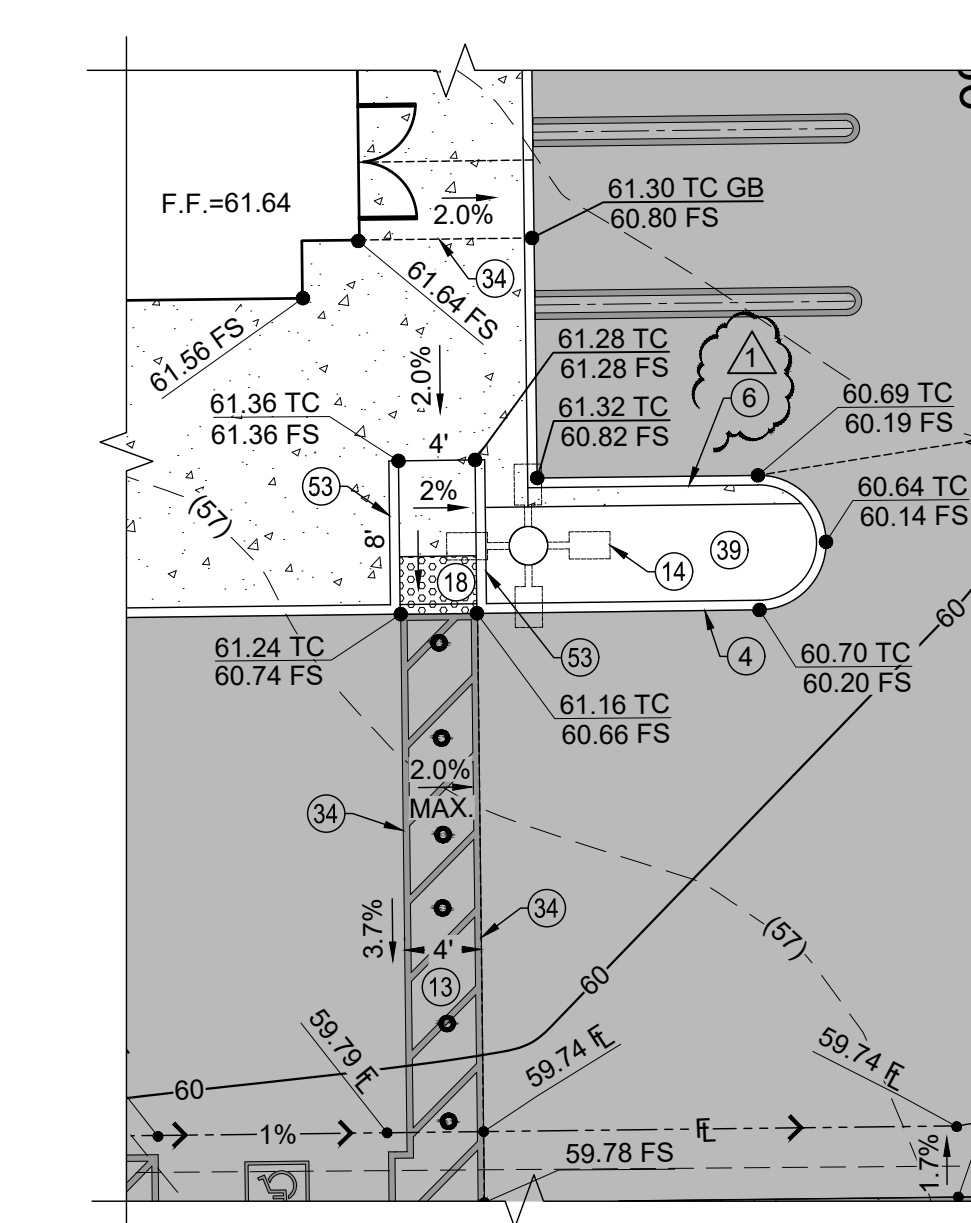 F.F.=61.64
2.0%
61.30 TC GB
60.80 FS
34
61.64 FS
61.56 FS
2.0%
61.28 TC
61.28 FS
1
6
61.36 TC
61.36 FS
4'
61.32 TC
60.82 FS
60.69 TC
60.19 FS
53
2%
60.64 TC
60.14 FS
(57)
8'
18
14
39
61.24 TC
60.74 FS
53
4
60.70 TC
60.20 FS
60
61.16 TC
60.66 FS
2.0%
MAX.
34
34
3.7%
4'
13
(57)
60
59.79 FL
59.74 FL
59.74 FL
60
1%
FL
59.78 FS
1.7%